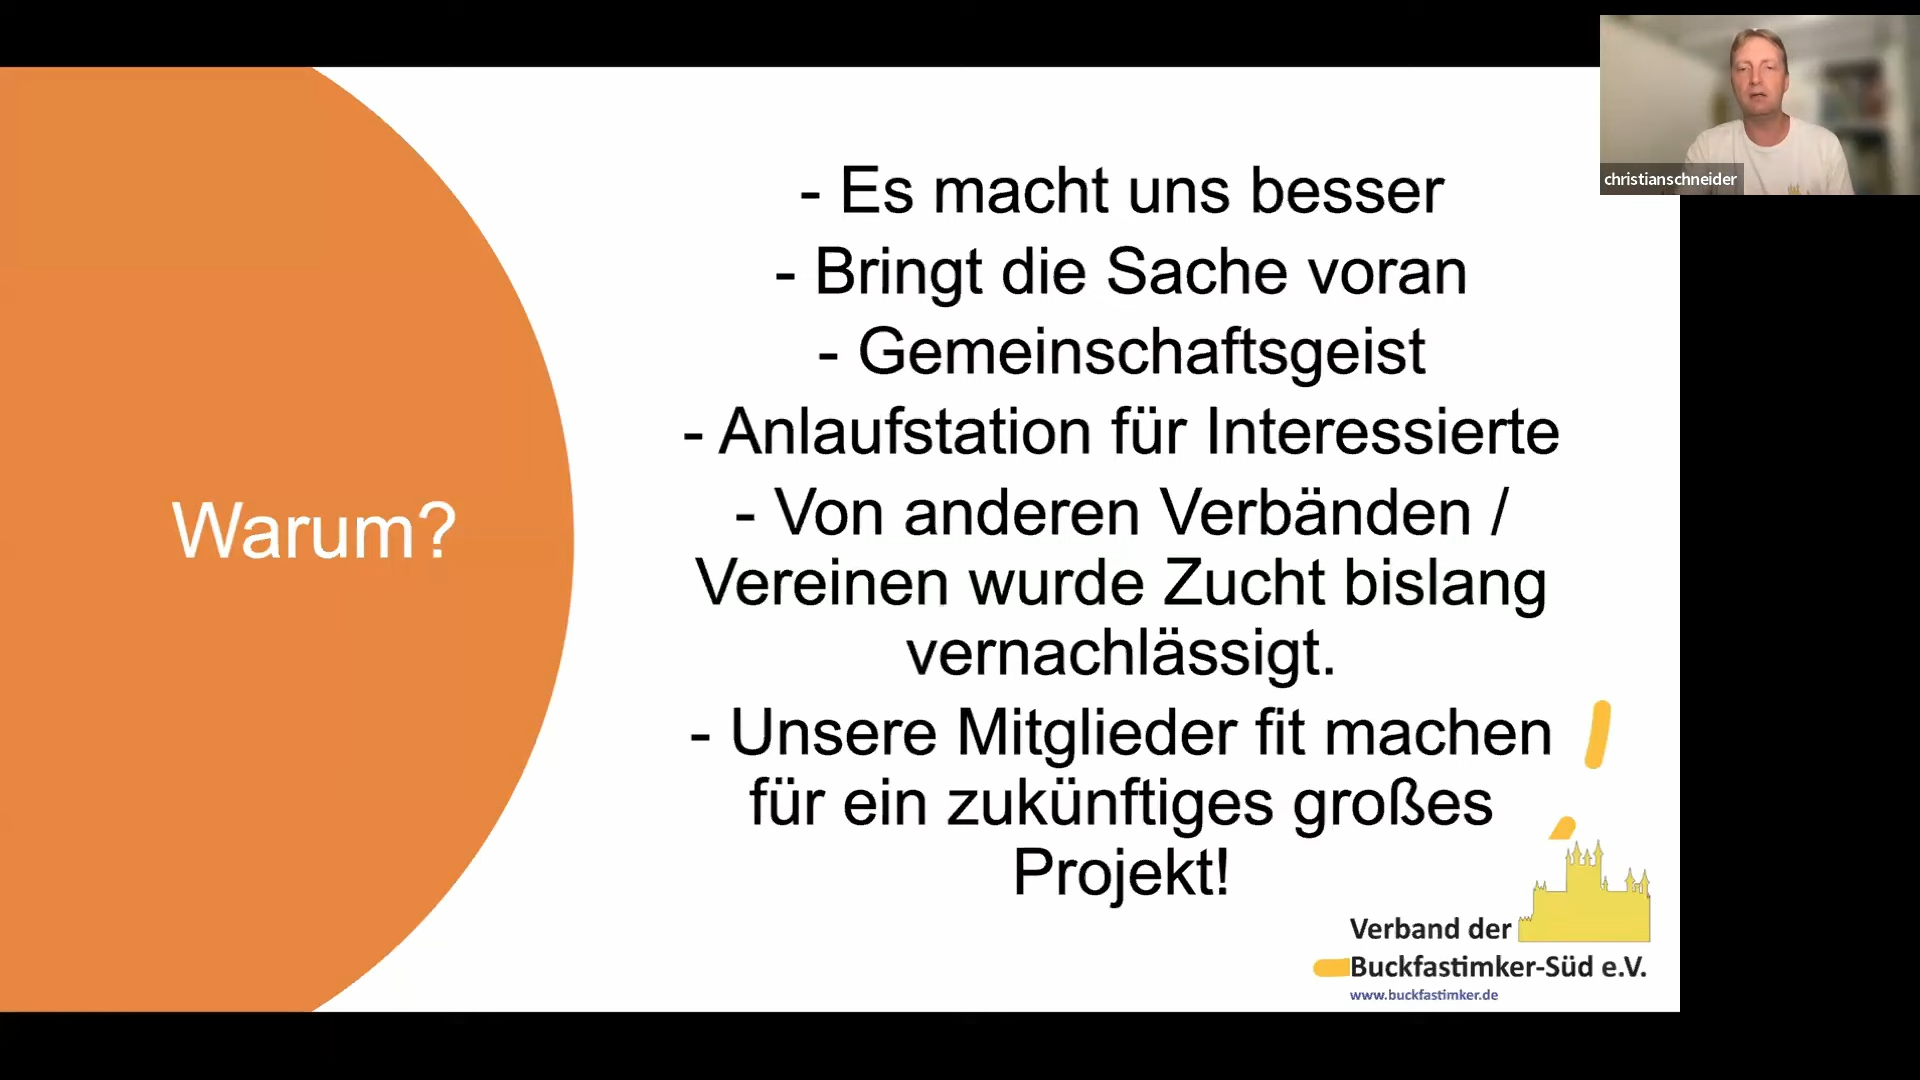 christianschneider
Warum?
- Es macht uns besser
- Bringt die Sache voran
- Gemeinschaftsgeist
- Anlaufstation für Interessierte
- Von anderen Verbänden /
Vereinen wurde Zucht bislang
vernachlässigt.
- Unsere Mitglieder fit machen
für ein zukünftiges großes
Projekt!
Verband der
Buckfastimker-Süd e.V.
www.buckfastimker.de